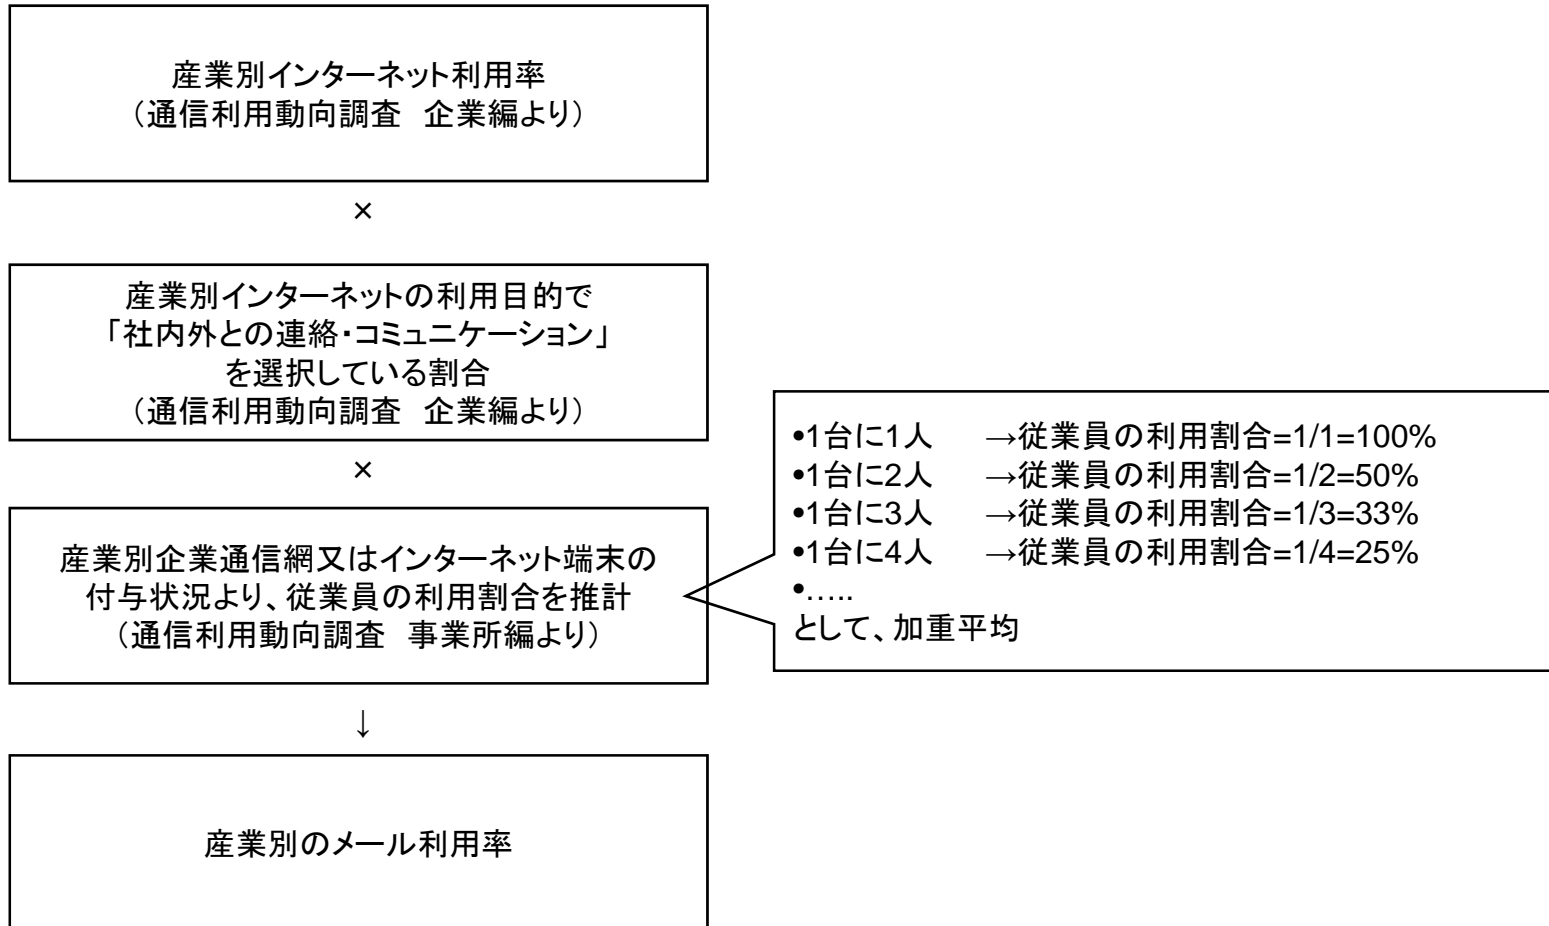 産業別インターネット利用率
（通信利用動向調査　企業編より）
×
産業別インターネットの利用目的で
「社内外との連絡・コミュニケーション」
を選択している割合
（通信利用動向調査　企業編より）
×
産業別企業通信網又はインターネット端末の
付与状況より、従業員の利用割合を推計
（通信利用動向調査　事業所編より）
•1台に1人　→従業員の利用割合=1/1=100%
•1台に2人　→従業員の利用割合=1/2=50%
•1台に3人　→従業員の利用割合=1/3=33%
•1台に4人　→従業員の利用割合=1/4=25%
•…..
として、加重平均
↓
産業別のメール利用率